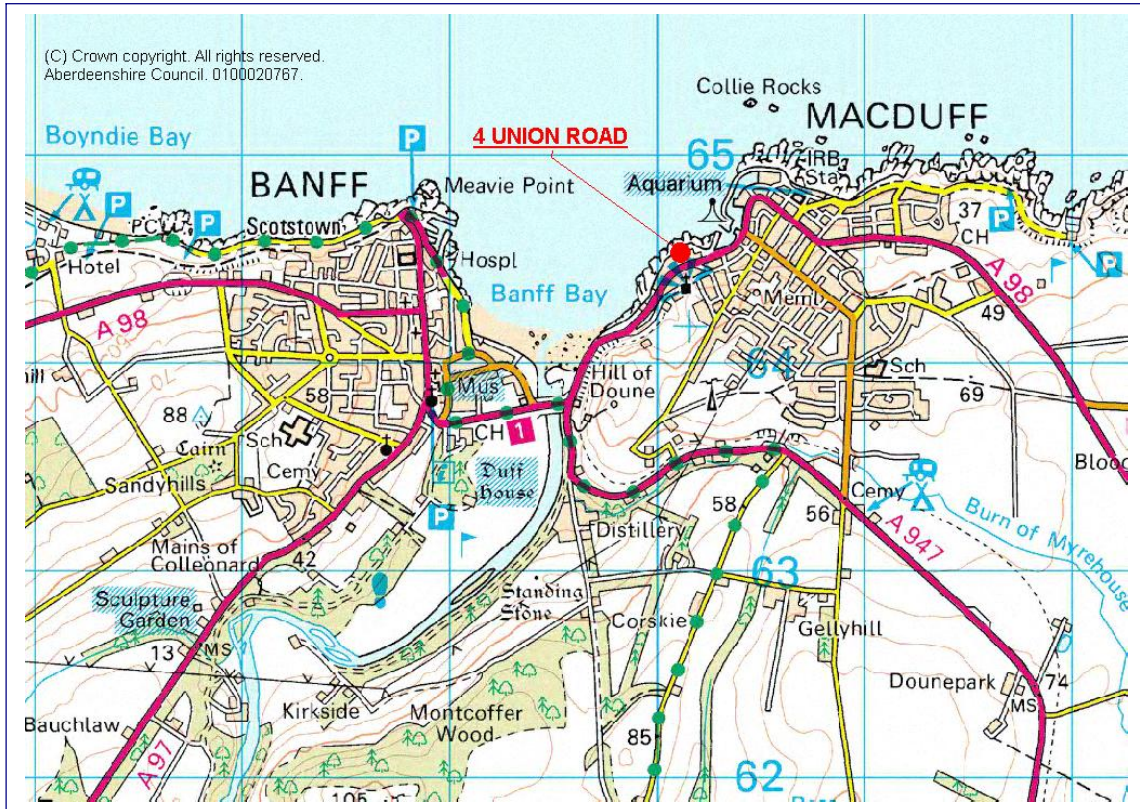 (C) Crown copyright. All rights reserved.
Aberdeenshire Council. 0100020767.
Collie Rocks
MACDUFF
Boyndie Bay
P
4 UNION ROAD
65
IRB
Sta
BANFF
Meavie Point
Aquarium
P
P
PC
Scotstown
37
CH
P
Hotel
Hospl
P
Banff Bay
A 98
Meml
A 98
49
Hill of
Doune
64
Sch
Mus
88
58
69
CH
1
Sch
Cairn
Cemy
Duff
House
Sandyhills
P
58
Cemy
56
Distillery
Burn of Myrehouse
Mains of
Colleonard
42
A 947
63
Sculpture
Garden
Standing
Stone
Corskie
Gellyhill
13
MS
Dounepark
74
MS
Kirkside
Bauchlaw
Montcoffer
Wood
85
A 97
62
105